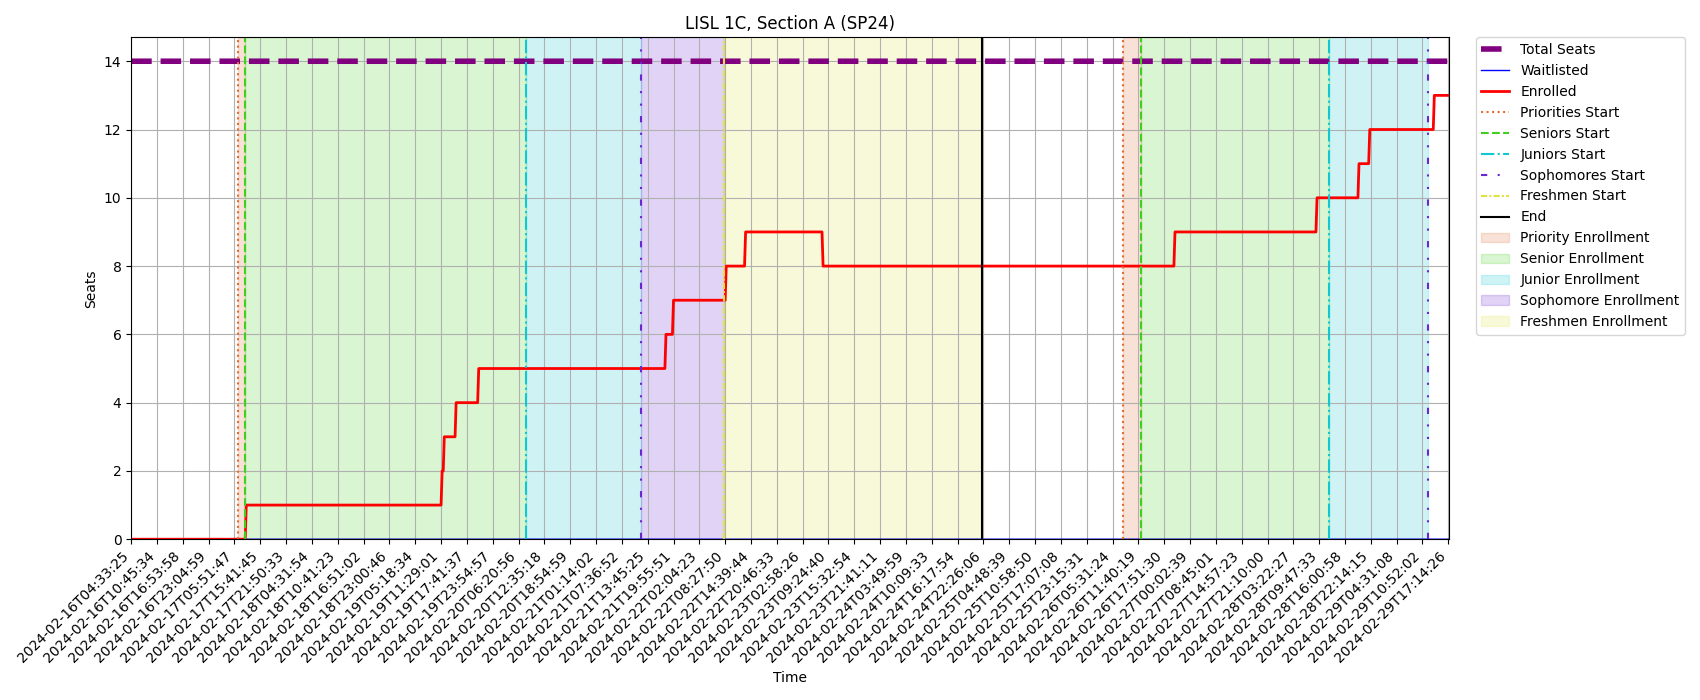 LISL 1C, Section A (SP24)
Seats
14
12
10
8
6
4
2
0
2024-02-16T04:33:25
2024-02-16T10:45:34
2024-02-16T16:53:58
2024-02-16T23:04:59
2024-02-17T05:51:47
2024-02-17T15:41:45
2024-02-17T21:50:33
2024-02-18T04:31:54
2024-02-18T10:41:23
2024-02-18T16:51:02
2024-02-18T23:00:46
2024-02-19T05:18:34
2024-02-19T11:29:01
2024-02-19T17:41:37
2024-02-19T23:54:57
2024-02-20T06:20:56
2024-02-20T12:35:18
2024-02-20T18:54:59
2024-02-21T01:14:02
2024-02-21T07:36:52
2024-02-21T13:45:25
2024-02-21T19:55:51
2024-02-22T02:04:23
2024-02-22T08:27:50
2024-02-22T14:39:44
2024-02-22T20:46:33
2024-02-23T02:58:26
2024-02-23T09:24:40
2024-02-23T15:32:54
2024-02-23T21:41:11
2024-02-24T03:49:59
2024-02-24T10:09:33
2024-02-24T16:17:54
2024-02-24T22:26:06
2024-02-25T04:48:39
2024-02-25T10:58:50
2024-02-25T17:07:08
2024-02-25T23:15:31
2024-02-26T05:31:24
2024-02-26T11:40:19
2024-02-26T17:51:30
2024-02-27T00:02:39
2024-02-27T08:45:01
2024-02-27T14:57:23
2024-02-27T21:10:00
2024-02-28T03:22:27
2024-02-28T09:47:33
2024-02-28T16:00:58
2024-02-28T22:14:15
2024-02-29T04:31:08
2024-02-29T10:52:02
2024-02-29T17:14:26
Time
Total Seats
Waitlisted
Enrolled
Priorities Start
Seniors Start
Juniors Start
Sophomores Start
Freshmen Start
End
Priority Enrollment
Senior Enrollment
Junior Enrollment
Sophomore Enrollment
Freshmen Enrollment